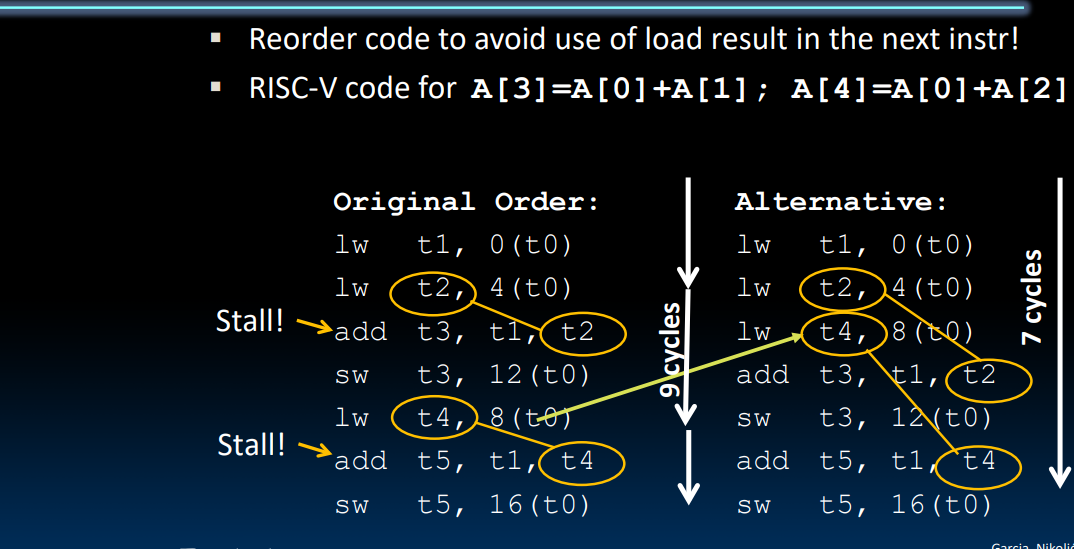 ▪ Reorder code to avoid use of load result in the next instr!
▪ RISC-V code for A[3]=A[0]+A[1]; A[4]=A[0]+A[2]
Original Order:
lw t1, 0(t0)
lw t2, 4(t0)
Stall! add t3, t1, t2
sw t3, 12(t0)
lw t4, 8(t0)
Stall! add t5, t1, t4
sw t5, 16(t0)
9 cycles
Alternative:
lw t1, 0(t0)
lw t2, 4(t0)
lw t4, 8(t0)
add t3, t1, t2
sw t3, 12(t0)
add t5, t1, t4
sw t5, 16(t0)
7 cycles
Garcia,